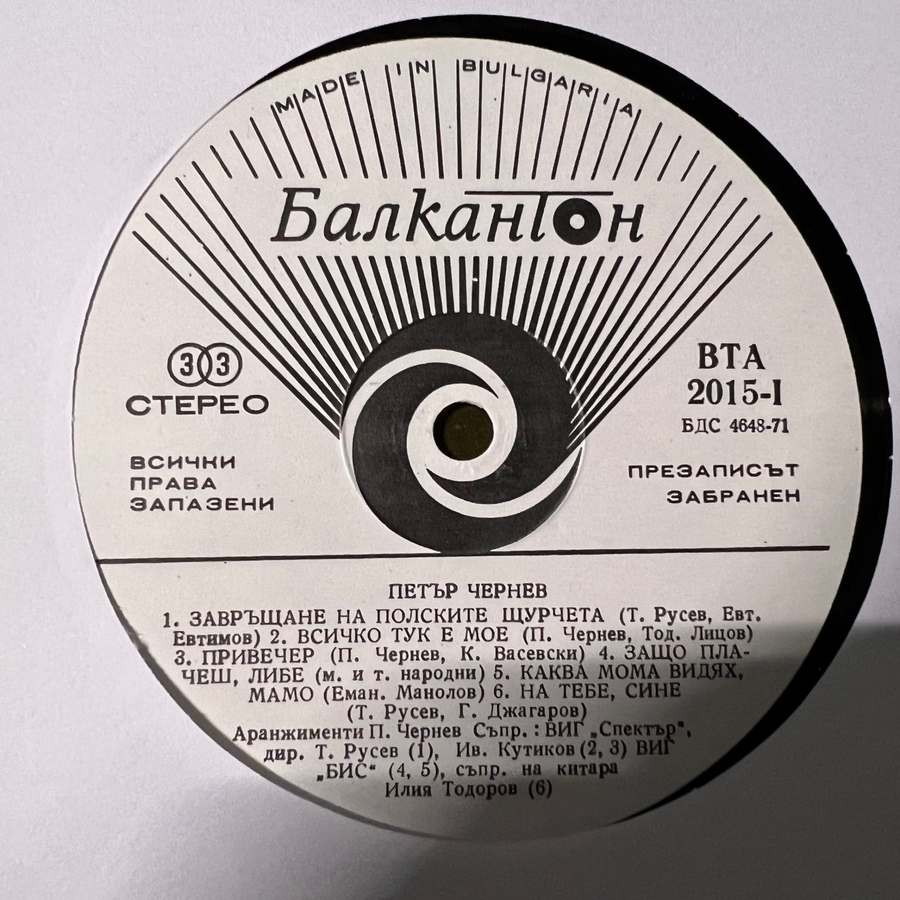 MADE IN BULGARIA
Балкантон
33
СТЕРЕО
ВТА
2015-I
БДС 4648-71
ВСИЧКИ
ПРАВА
ЗАПАЗЕНИ
ПРЕЗАПИСЪТ
ЗАБРАНЕН
ПЕТЪР ЧЕРНЕВ
1. ЗАВРЪЩАНЕ НА ПОЛСКИТЕ ЩУРЧЕТА (Т. Русев, Евт.
Евтимов) 2. ВСИЧКО ТУК Е МОЕ (П. Чернев, Тод. Лицов)
3. ПРИВЕЧЕР (П. Чернев, К. Васевски) 4. ЗАЩО ПЛА-
ЧЕШ, ЛИБЕ (м. и т. народни) 5. КАКВА МОМА ВИДЯХ,
МАМО (Еман. Манолов) 6. НА ТЕБЕ, СИНЕ
(Т. Русев, Г. Джагаров)
Аранжименти П. Чернев Съпр. : ВИГ „Спектър",
дир. Т. Русев (1), Ив. Кутиков (2, 3) ВИГ
„БИС" (4, 5), съпр. на китара
Илия Тодоров (6)